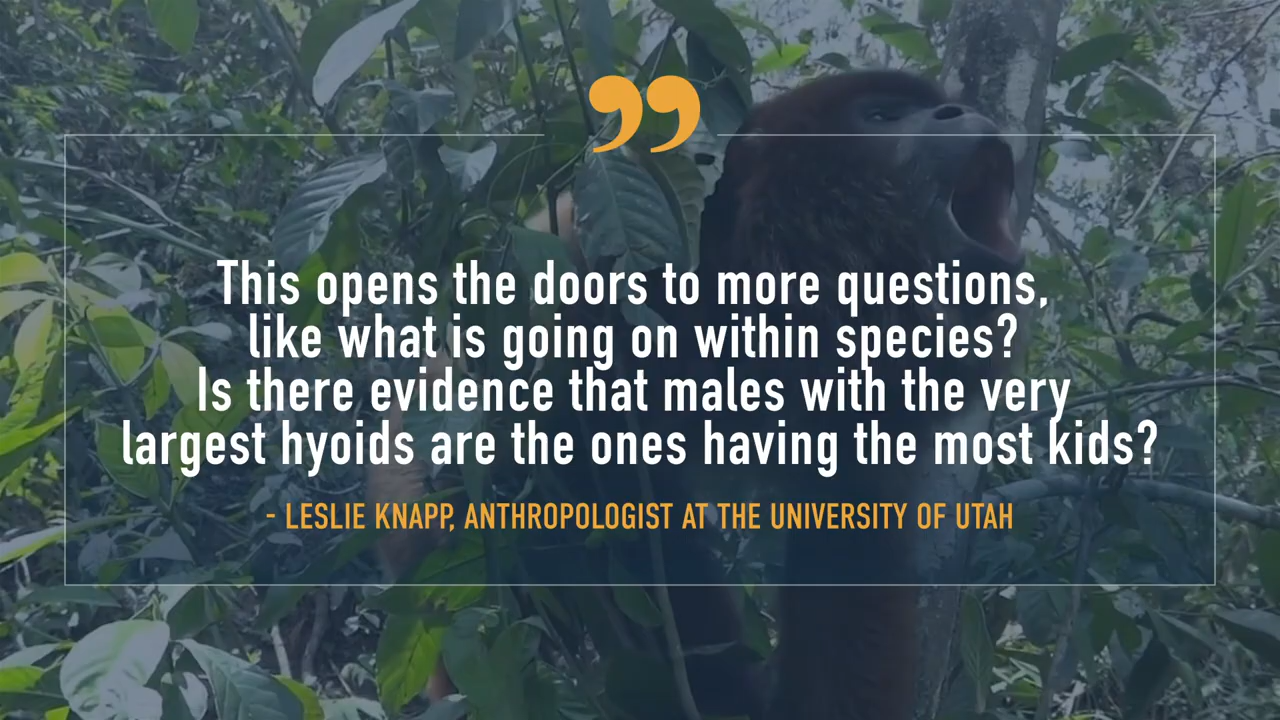 ”
This opens the doors to more questions,
like what is going on within species?
Is there evidence that males with the very
largest hyoids are the ones having the most kids?
- LESLIE KNAPP, ANTHROPOLOGIST AT THE UNIVERSITY OF UTAH